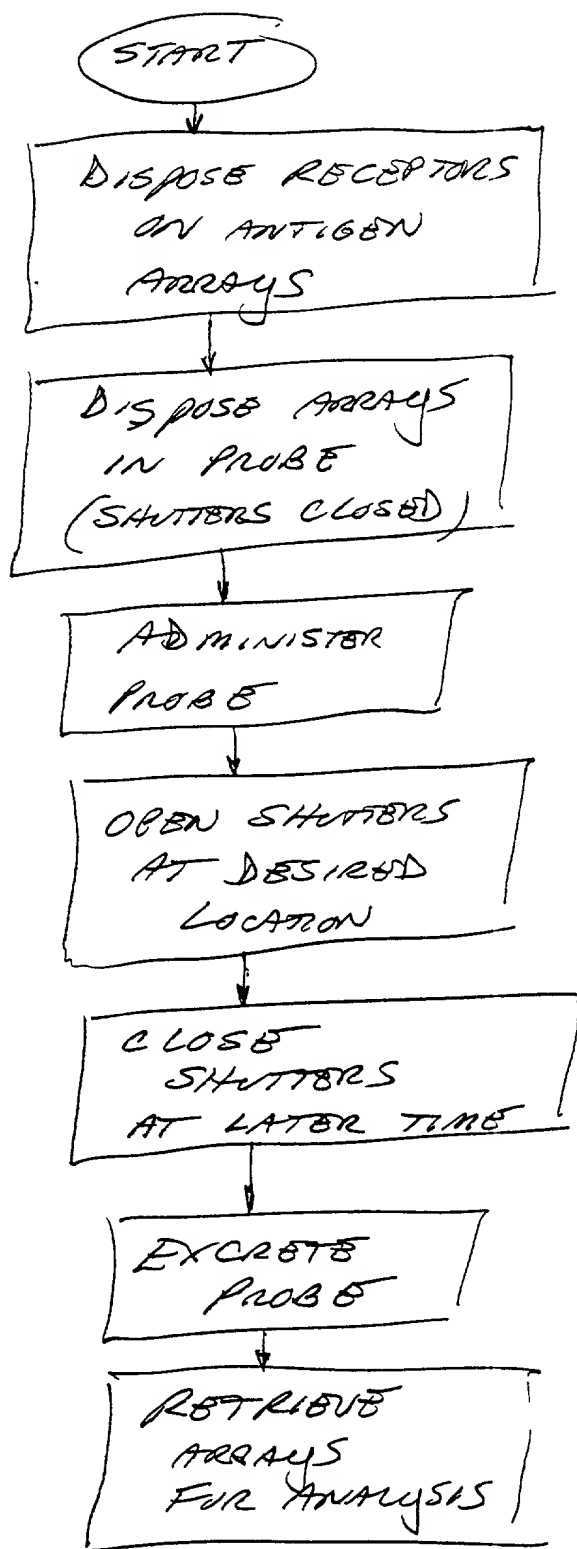 START
DISPOSE RECEPTORS
ON ANTIGEN
ARRAYS
DISPOSE ARRAYS
IN PROBE
(SHUTTERS CLOSED)
ADMINISTER
PROBE
OPEN SHUTTERS
AT DESIRED
LOCATION
CLOSE
SHUTTERS
AT LATER TIME
EXCRETE
PROBE
RETRIEVE
ARRAYS
FOR ANALYSIS